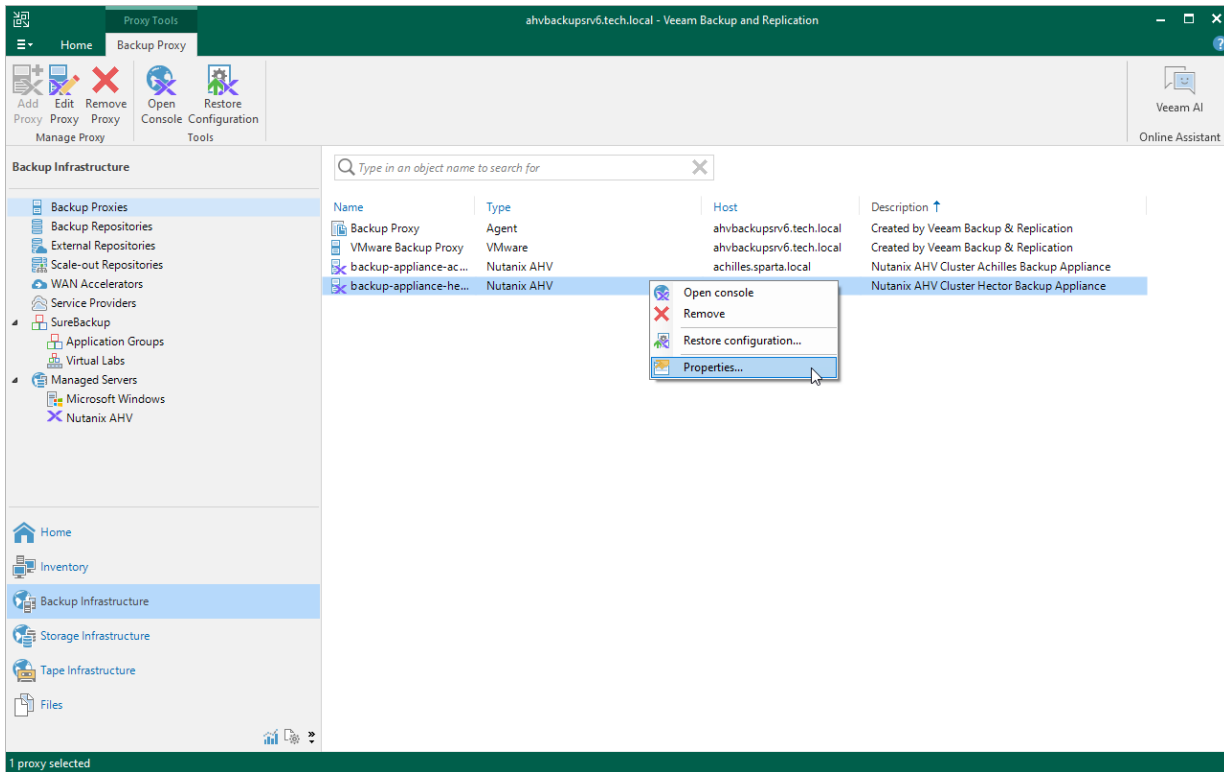 Proxy Tools
ahvbackupsrv6.tech.local - Veeam Backup and Replication
Home Backup Proxy
?
Add Proxy
Edit Proxy
Remove Proxy
Open Console
Restore Configuration
Manage Proxy
Tools
Veeam AI
Online Assistant
Backup Infrastructure
Type in an object name to search for
Backup Proxies
Backup Repositories
External Repositories
Scale-out Repositories
WAN Accelerators
Service Providers
SureBackup
Application Groups
Virtual Labs
Managed Servers
Microsoft Windows
Nutanix AHV
Name Type Host Description
Backup Proxy Agent ahvbackupsrv6.tech.local Created by Veeam Backup & Replication
VMware Backup Proxy VMware ahvbackupsrv6.tech.local Created by Veeam Backup & Replication
backup-appliance-ac... Nutanix AHV achilles.sparta.local Nutanix AHV Cluster Achilles Backup Appliance
backup-appliance-he... Nutanix AHV Nutanix AHV Cluster Hector Backup Appliance
Open console
Remove
Restore configuration...
Properties...
Home
Inventory
Backup Infrastructure
Storage Infrastructure
Tape Infrastructure
Files
1 proxy selected